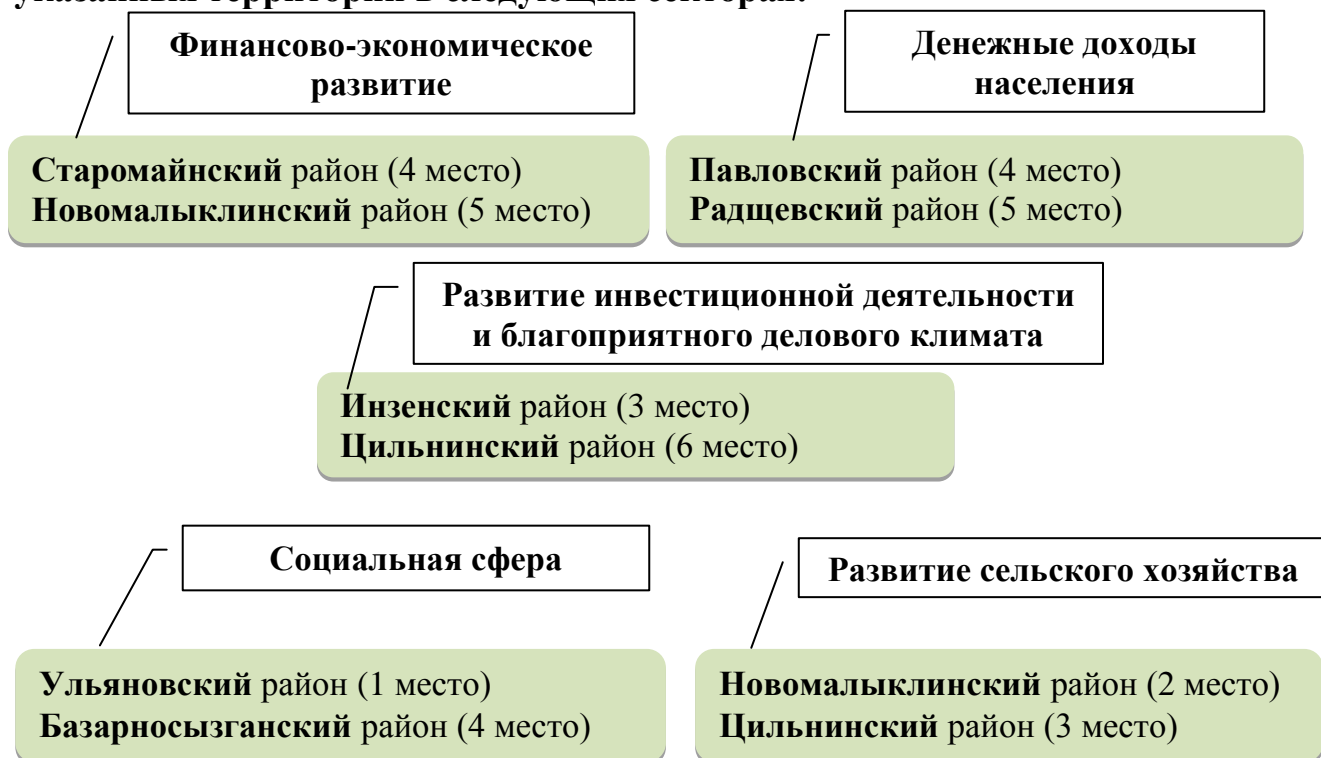 указанных территорий в следующих секторах:
Финансово-экономическое
развитие
Денежные доходы
населения
Старомайнский район (4 место)
Новомалыклинский район (5 место)
Павловский район (4 место)
Радщевский район (5 место)
Развитие инвестиционной деятельности
и благоприятного делового климата
Инзенский район (3 место)
Цильнинский район (6 место)
Социальная сфера
Развитие сельского хозяйства
Ульяновский район (1 место)
Базарносызганский район (4 место)
Новомалыклинский район (2 место)
Цильнинский район (3 место)